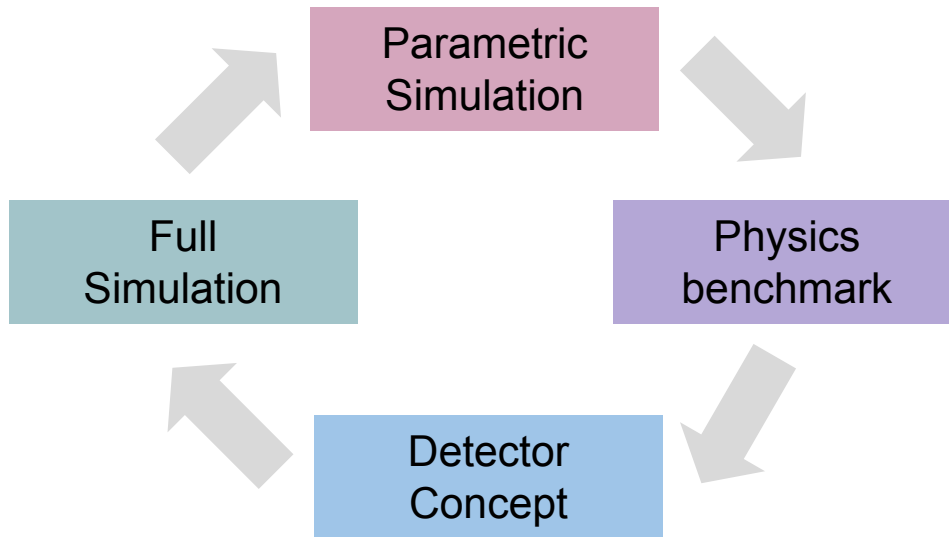 Parametric
Simulation
Full
Simulation
Physics
benchmark
Detector
Concept